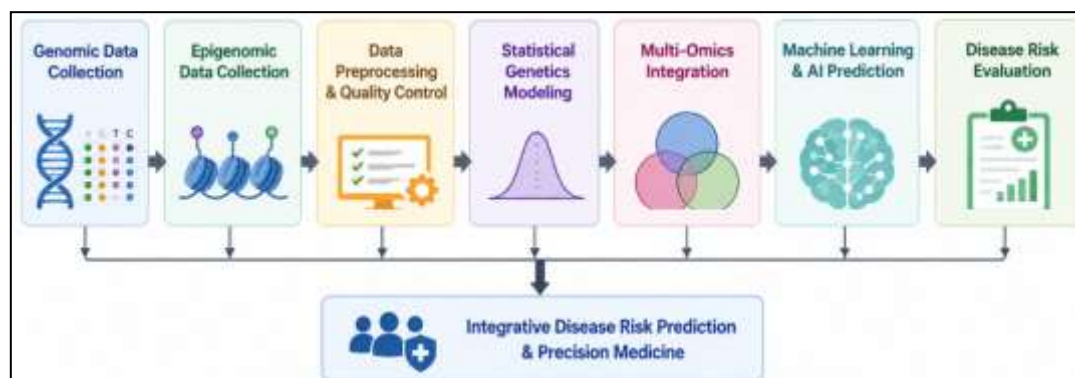 Genomic Data
Collection
Epigenomic
Data Collection
Data
Preprocessing
& Quality Control
Statistical
Genetics
Modeling
Multi-Omics
Integration
Machine Learning
& AI Prediction
Disease Risk
Evaluation
T C
Integrative Disease Risk Prediction
& Precision Medicine